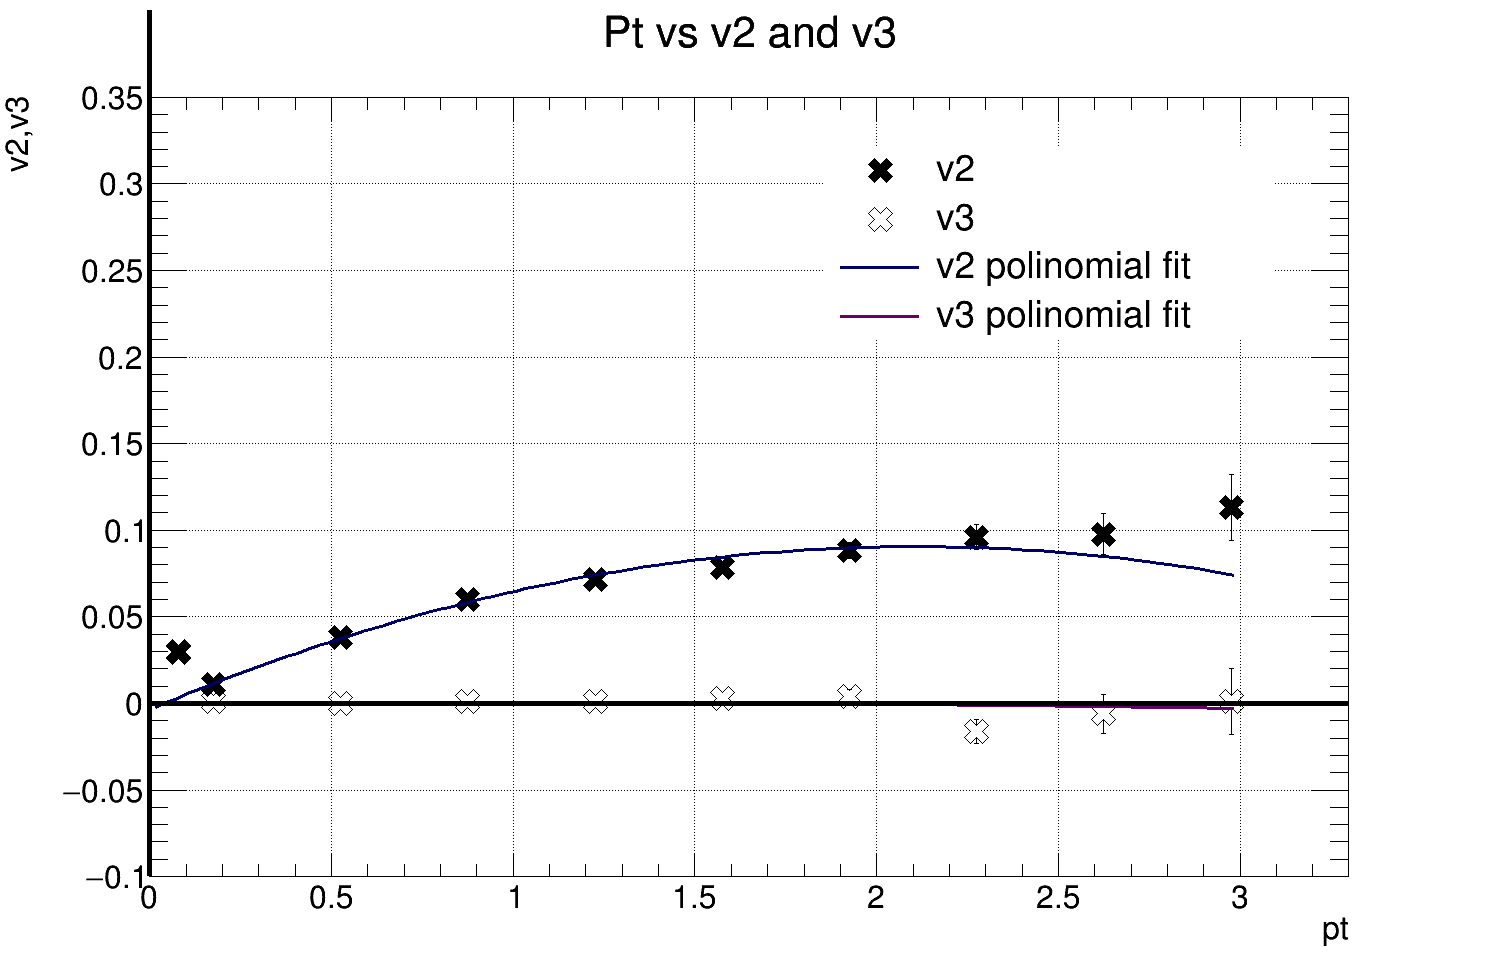 Pt vs v2 and v3
v2,v3
0.35
0.3
0.25
0.2
0.15
0.1
0.05
0
−0.05
−0.1
v2
v3
v2 polinomial fit
v3 polinomial fit
0 0.5 1 1.5 2 2.5 3
pt